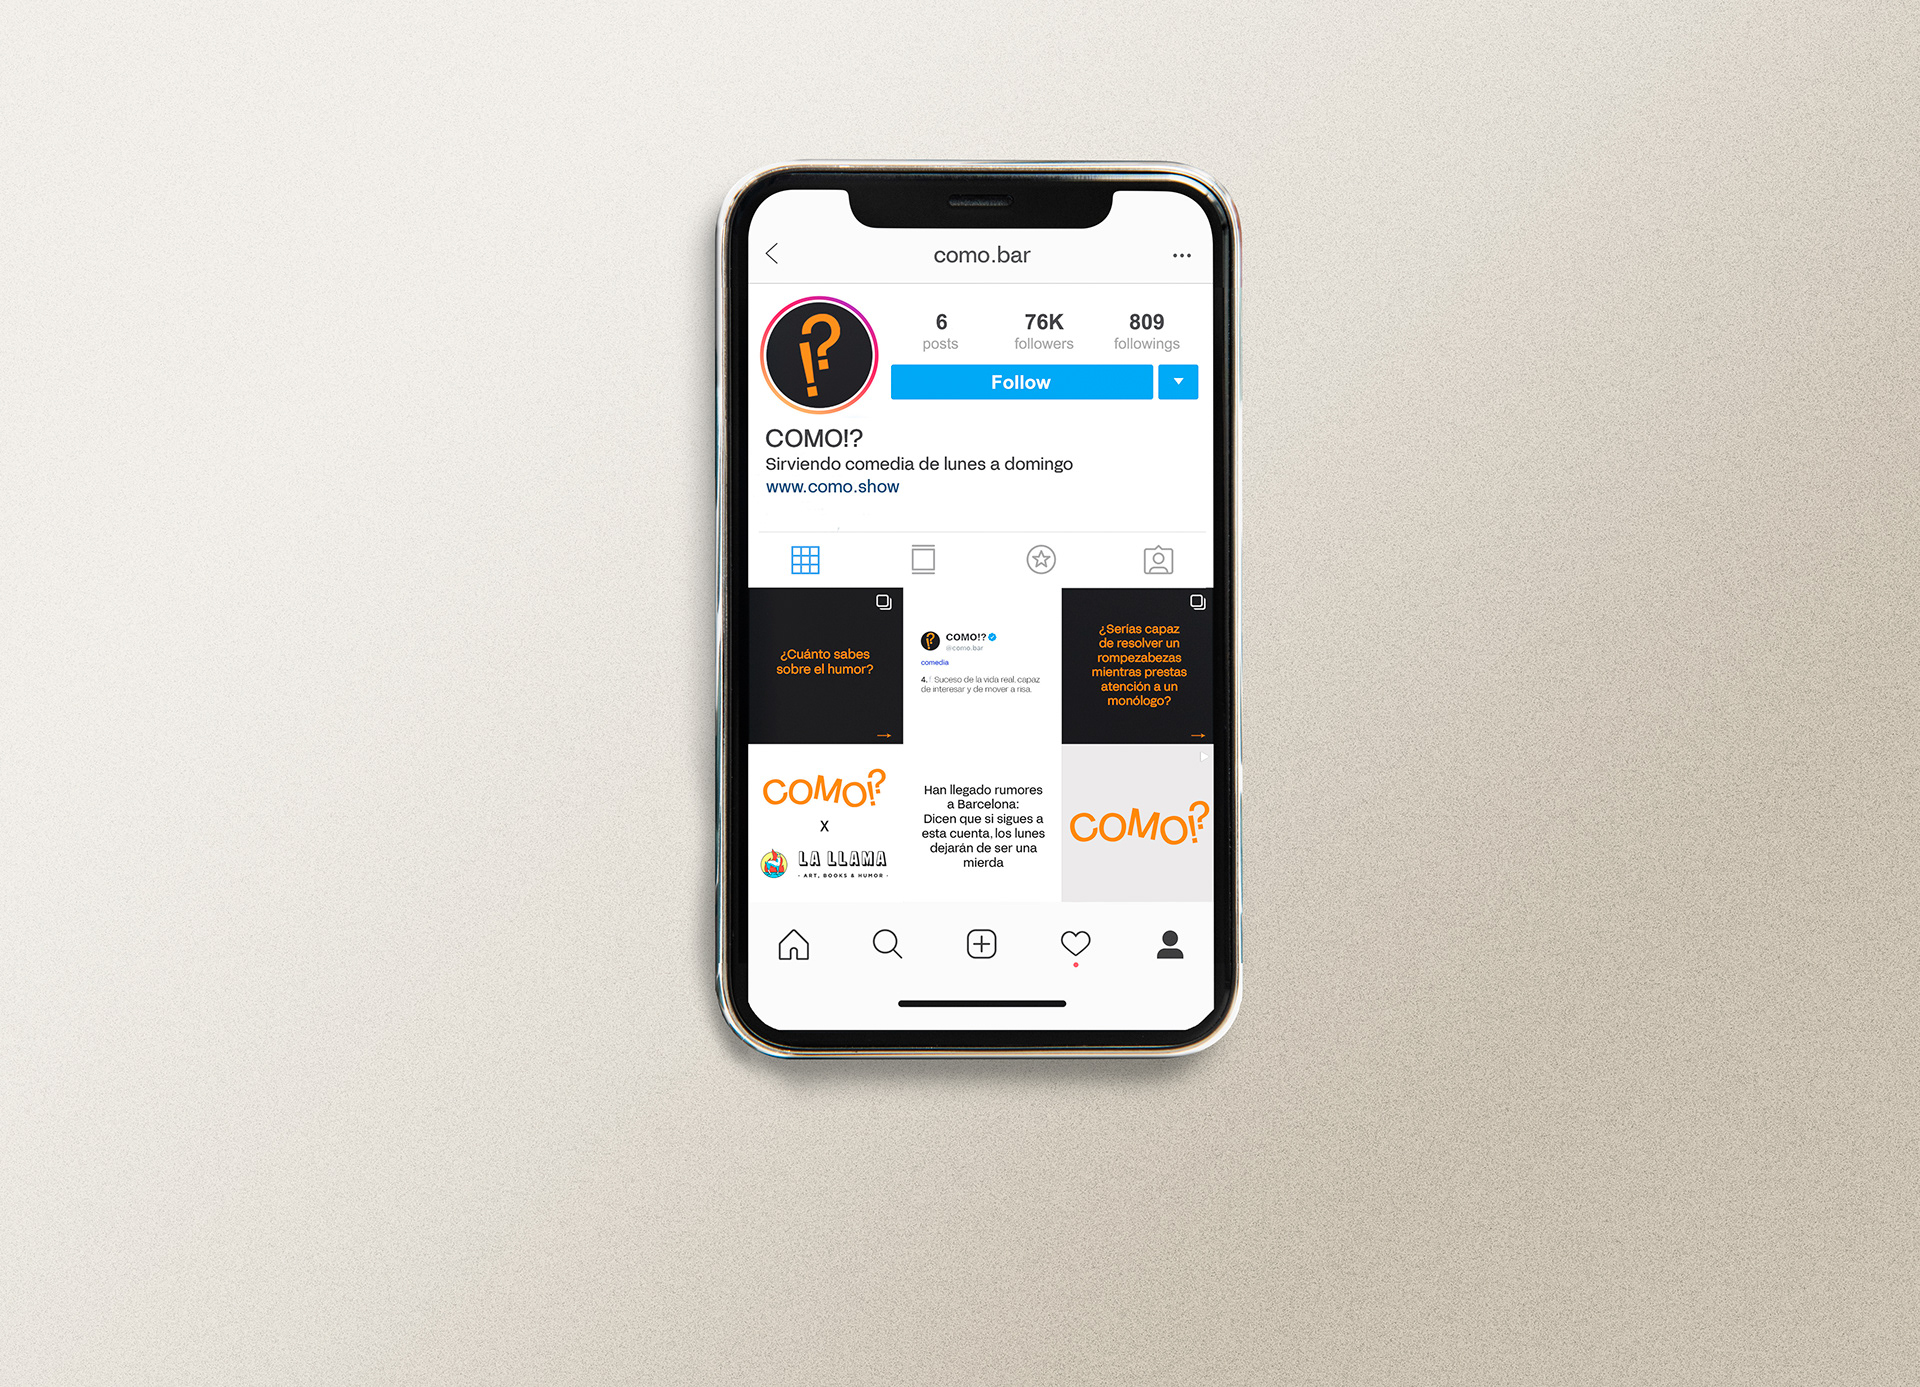 como.bar
6
76K
809
posts
followers
followings
Follow
COMO!?
Sirviendo comedia de lunes a domingo
www.como.show
¿Cuánto sabes
sobre el humor?
COMO!?
@como.bar
comedia
4. Suceso de la vida real, capaz
de interesar y de mover a risa.
¿Serías capaz
de resolver un
rompezabezas
mientras prestas
atención a un
monólogo?
COMO!?
X
LA LLAMA
· ART, BOOKS & HUMOR ·
Han llegado rumores
a Barcelona:
Dicen que si sigues a
esta cuenta, los lunes
dejarán de ser una
mierda
COMO!?